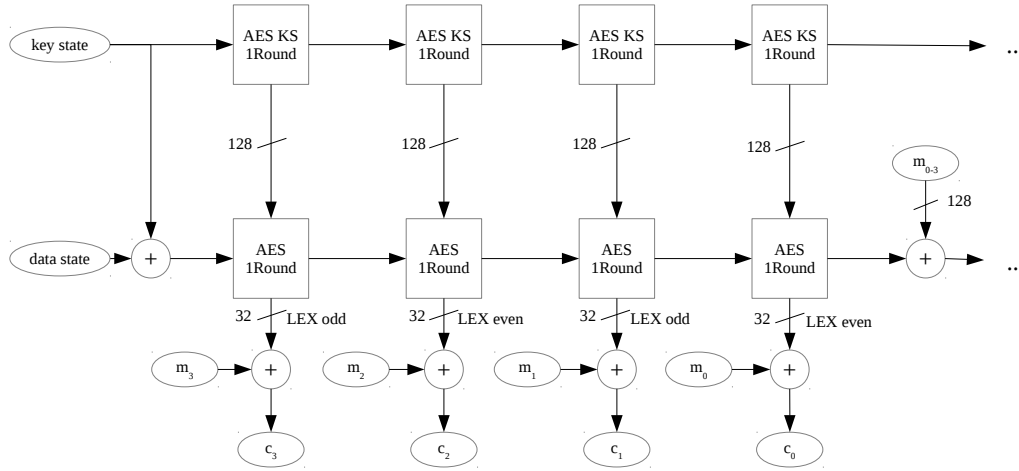 key state
AES KS
1Round
AES KS
1Round
AES KS
1Round
AES KS
1Round
..
128
128
128
128
m0-3
128
data state
+
AES
1Round
AES
1Round
AES
1Round
AES
1Round
+
..
32
LEX odd
32
LEX even
32
LEX odd
32
LEX even
m3
+
m2
+
m1
+
m0
+
c3
c2
c1
c0